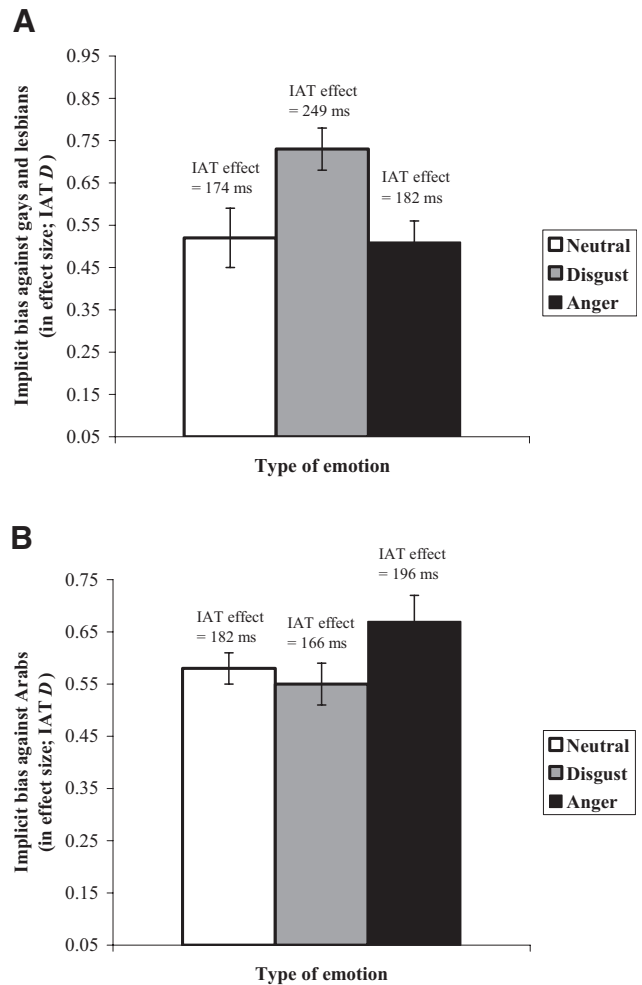 A
Implicit bias against gays and lesbians
(in effect size; IAT D)
0.95
0.85
0.75
0.65
0.55
0.45
0.35
0.25
0.15
0.05
IAT effect
= 174 ms
IAT effect
= 249 ms
IAT effect
= 182 ms
Type of emotion
Neutral
Disgust
Anger
B
Implicit bias against Arabs
(in effect size; IAT D)
0.75
0.65
0.55
0.45
0.35
0.25
0.15
0.05
IAT effect
= 182 ms
IAT effect
= 166 ms
IAT effect
= 196 ms
Type of emotion
Neutral
Disgust
Anger